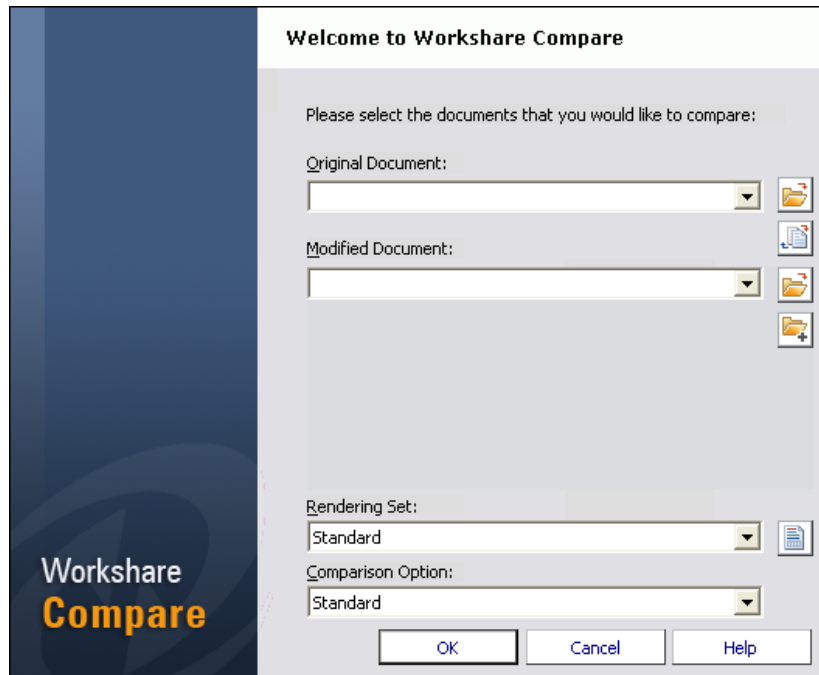 Welcome to Workshare Compare
Please select the documents that you would like to compare:
Original Document:
Modified Document:
Rendering Set:
Standard
Comparison Option:
Standard
Workshare
Compare
OK
Cancel
Help